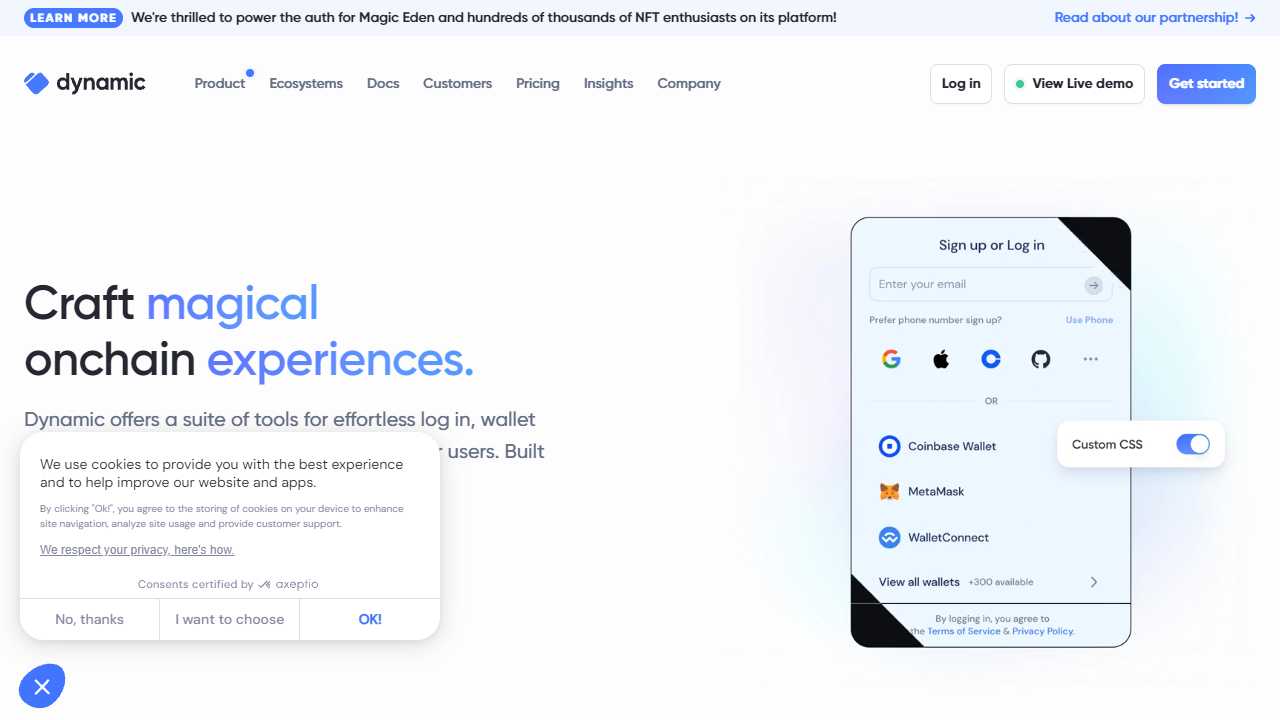 LEARN MORE We're thrilled to power the auth for Magic Eden and hundreds of thousands of NFT enthusiasts on its platform! Read about our partnership! →
dynamic Product Ecosystems Docs Customers Pricing Insights Company Log in View Live demo Get started
Craft magical
onchain experiences.
Dynamic offers a suite of tools for effortless log in, wallet
users. Built
We use cookies to provide you with the best experience
and to help improve our website and apps.
By clicking "Ok!", you agree to the storing of cookies on your device to enhance
site navigation, analyze site usage and provide customer support.
We respect your privacy, here's how.
Consents certified by axeptio
No, thanks I want to choose OK!
Sign up or Log in
Enter your email
Prefer phone number sign up? Use Phone
OR
Coinbase Wallet
Custom CSS
MetaMask
WalletConnect
View all wallets +300 available
By logging in, you agree to
the Terms of Service & Privacy Policy.